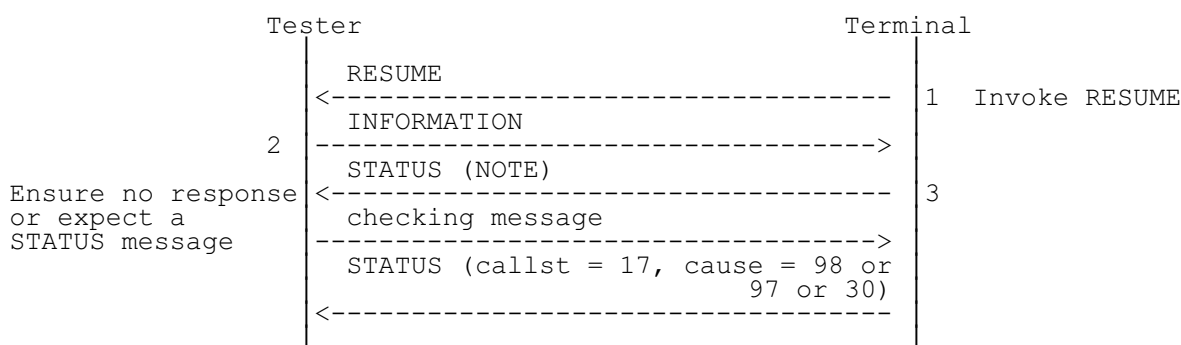 Tester Terminal
RESUME
1 Invoke RESUME
INFORMATION
2
STATUS (NOTE)
Ensure no response 3
or expect a checking message
STATUS message
STATUS (callst = 17, cause = 98 or
97 or 30)